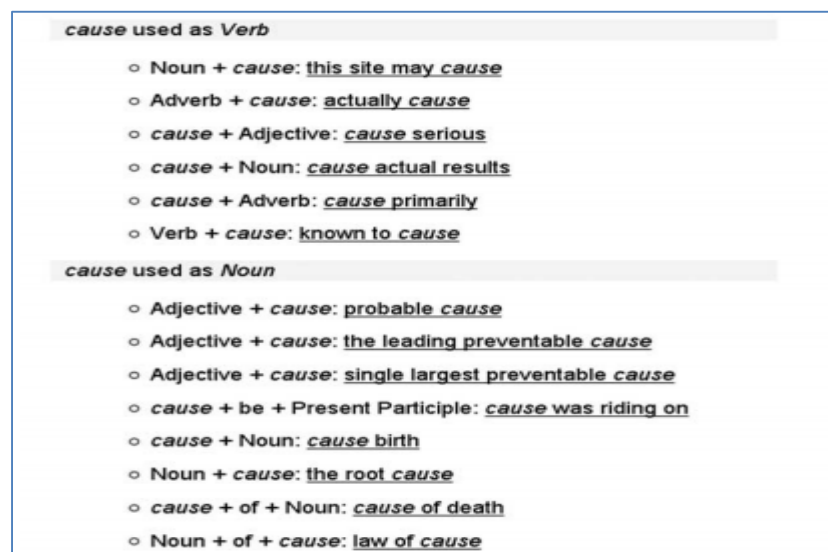 cause used as Verb
○ Noun + cause: this site may cause
○ Adverb + cause: actually cause
○ cause + Adjective: cause serious
○ cause + Noun: cause actual results
○ cause + Adverb: cause primarily
○ Verb + cause: known to cause
cause used as Noun
○ Adjective + cause: probable cause
○ Adjective + cause: the leading preventable cause
○ Adjective + cause: single largest preventable cause
○ cause + be + Present Participle: cause was riding on
○ cause + Noun: cause birth
○ Noun + cause: the root cause
○ cause + of + Noun: cause of death
○ Noun + of + cause: law of cause